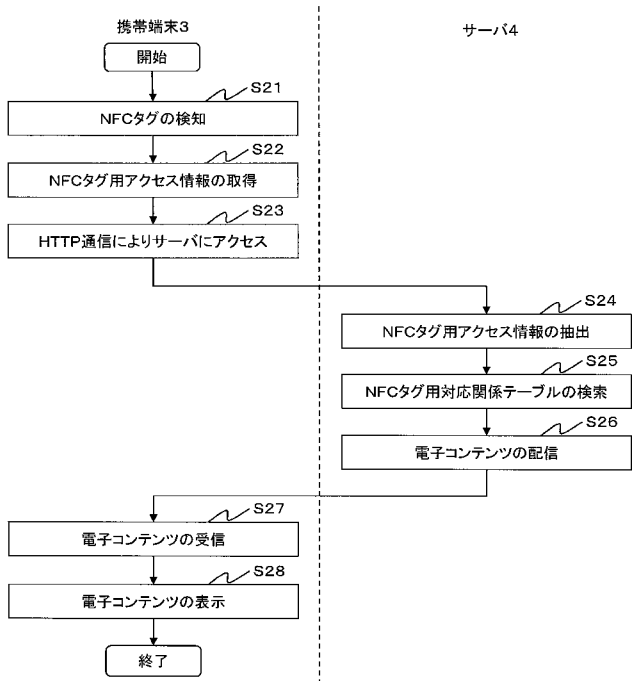 携帯端末3
サーバ4
開始
S21
NFCタグの検知
S22
NFCタグ用アクセス情報の取得
S23
HTTP通信によりサーバにアクセス
S24
NFCタグ用アクセス情報の抽出
S25
NFCタグ用対応関係テーブルの検索
S26
電子コンテンツの配信
S27
電子コンテンツの受信
S28
電子コンテンツの表示
終了